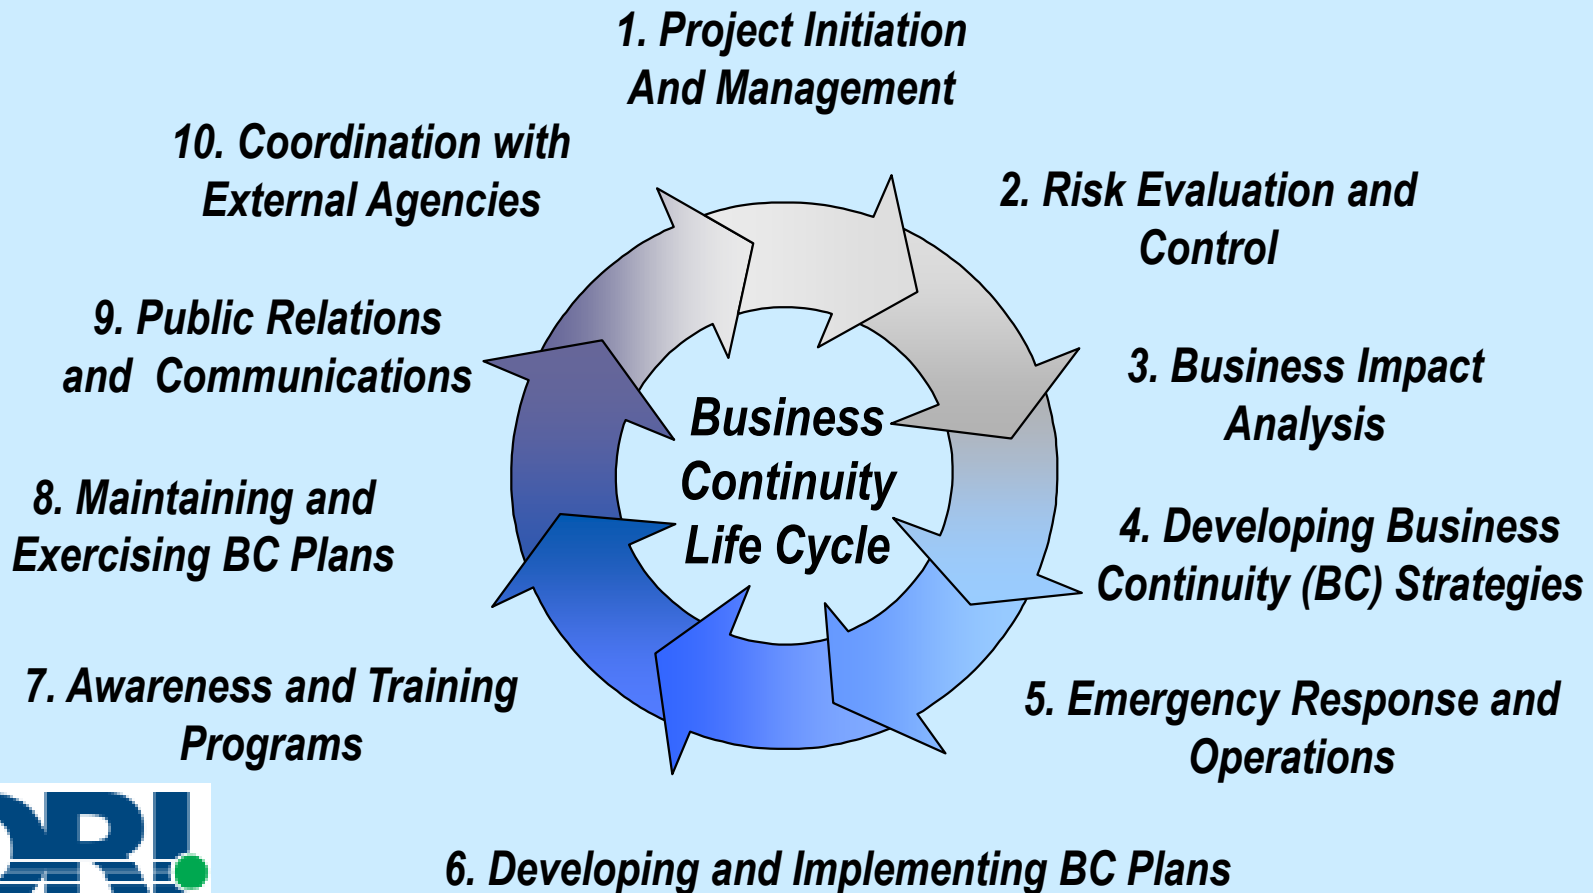 1. Project Initiation
And Management
10. Coordination with
External Agencies
2. Risk Evaluation and
Control
9. Public Relations
and Communications
3. Business Impact
Analysis
Business
Continuity
Life Cycle
8. Maintaining and
Exercising BC Plans
4. Developing Business
Continuity (BC) Strategies
7. Awareness and Training
Programs
5. Emergency Response and
Operations
DRI
6. Developing and Implementing BC Plans